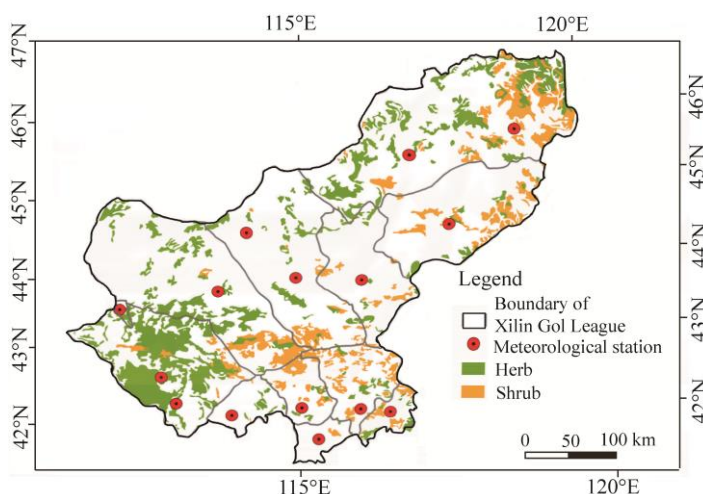 115°E
120°E
47°N
46°N
45°N
44°N
43°N
42°N
46°N
45°N
44°N
43°N
42°N
Legend
Boundary of
Xilin Gol League
Meteorological station
Herb
Shrub
0 50 100 km
115°E
120°E